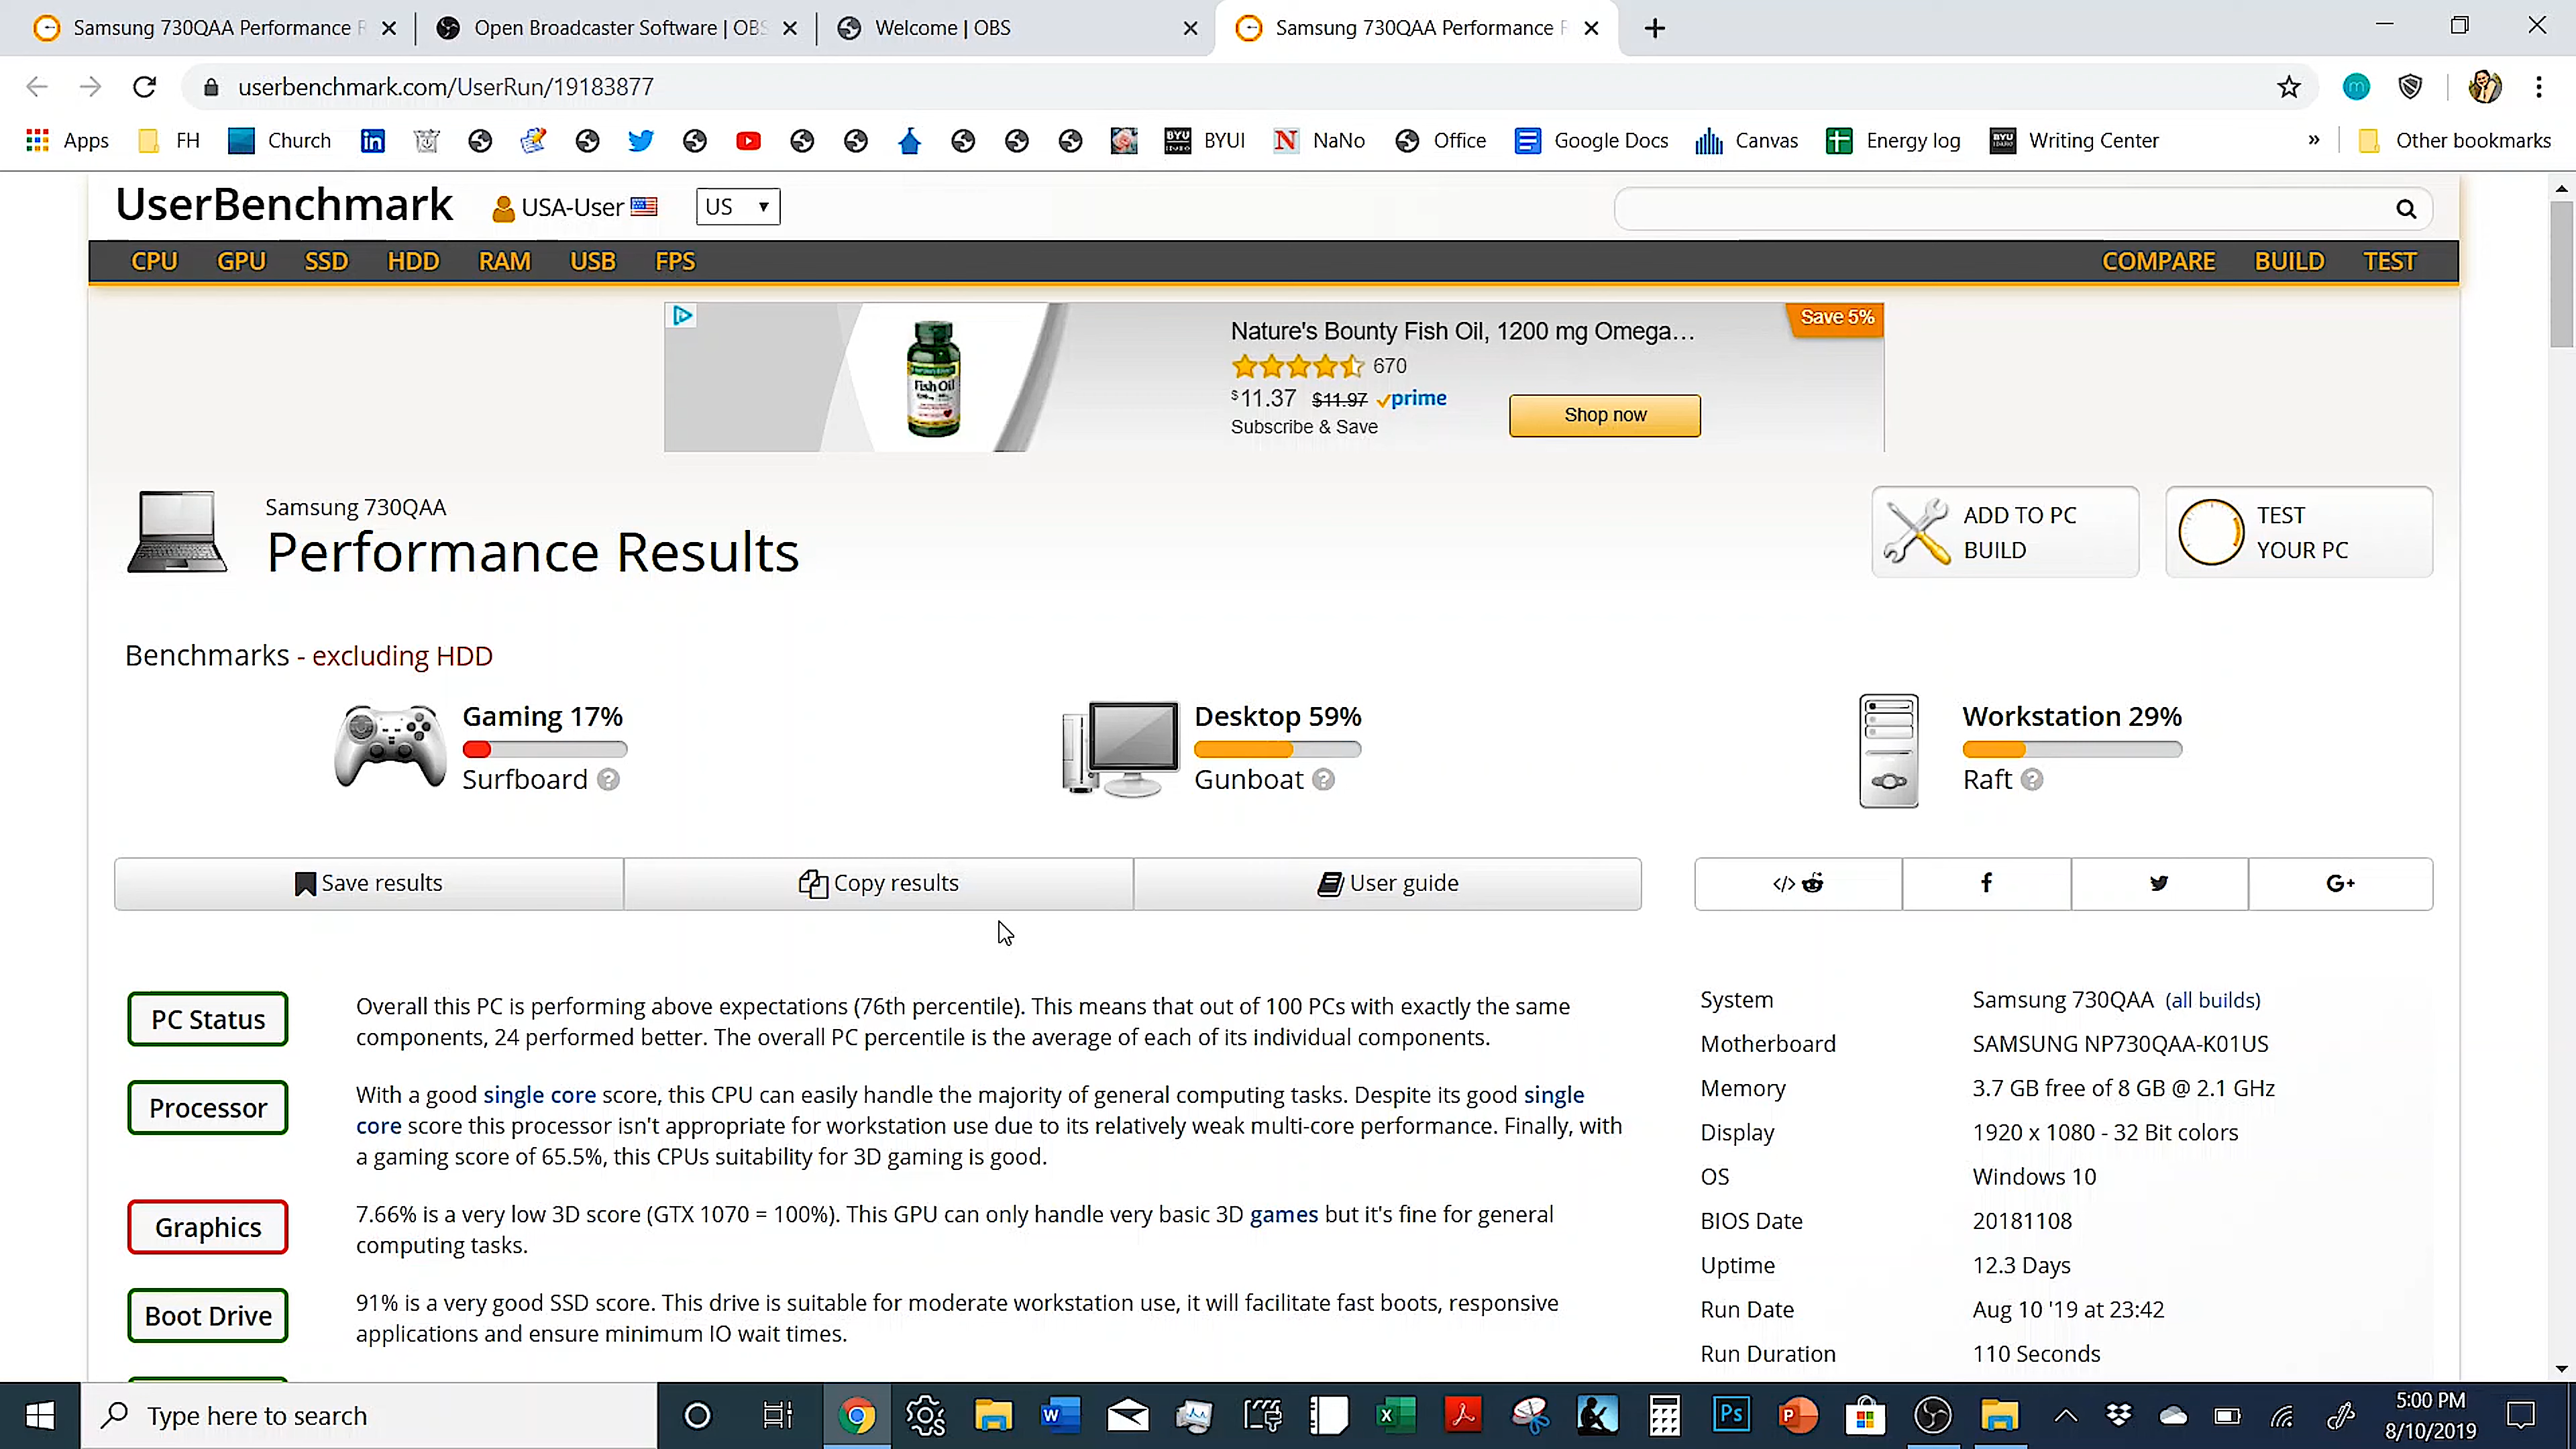 Samsung 730QAA Performance R
Open Broadcaster Software | OBS
Welcome | OBS
Samsung 730QAA Performance F
userbenchmark.com/UserRun/19183877
m
Apps
FH
Church
in
BYU
BYUI
N
NaNo
Office
Google Docs
Canvas
Energy log
BYU
Writing Center
»
Other bookmarks
UserBenchmark
USA-User
US
CPU
GPU
SSD
HDD
RAM
USB
FPS
COMPARE
BUILD
TEST
Fish Oil
Nature's Bounty Fish Oil, 1200 mg Omega...
670
$11.37 $11.97 prime
Subscribe & Save
Shop now
Save 5%
Samsung 730QAA
Performance Results
ADD TO PC
BUILD
TEST
YOUR PC
Benchmarks - excluding HDD
Gaming 17%
Surfboard ?
Desktop 59%
Gunboat ?
Workstation 29%
Raft ?
Save results
Copy results
User guide
</>
f
G+
PC Status
Overall this PC is performing above expectations (76th percentile). This means that out of 100 PCs with exactly the same
components, 24 performed better. The overall PC percentile is the average of each of its individual components.
Processor
With a good single core score, this CPU can easily handle the majority of general computing tasks. Despite its good single
core score this processor isn't appropriate for workstation use due to its relatively weak multi-core performance. Finally, with
a gaming score of 65.5%, this CPUs suitability for 3D gaming is good.
Graphics
7.66% is a very low 3D score (GTX 1070 = 100%). This GPU can only handle very basic 3D games but it's fine for general
computing tasks.
Boot Drive
91% is a very good SSD score. This drive is suitable for moderate workstation use, it will facilitate fast boots, responsive
applications and ensure minimum IO wait times.
System Samsung 730QAA (all builds)
Motherboard SAMSUNG NP730QAA-K01US
Memory 3.7 GB free of 8 GB @ 2.1 GHz
Display 1920 x 1080 - 32 Bit colors
OS Windows 10
BIOS Date 20181108
Uptime 12.3 Days
Run Date Aug 10 '19 at 23:42
Run Duration 110 Seconds
Type here to search
W
X
Ps
P
5:00 PM
8/10/2019